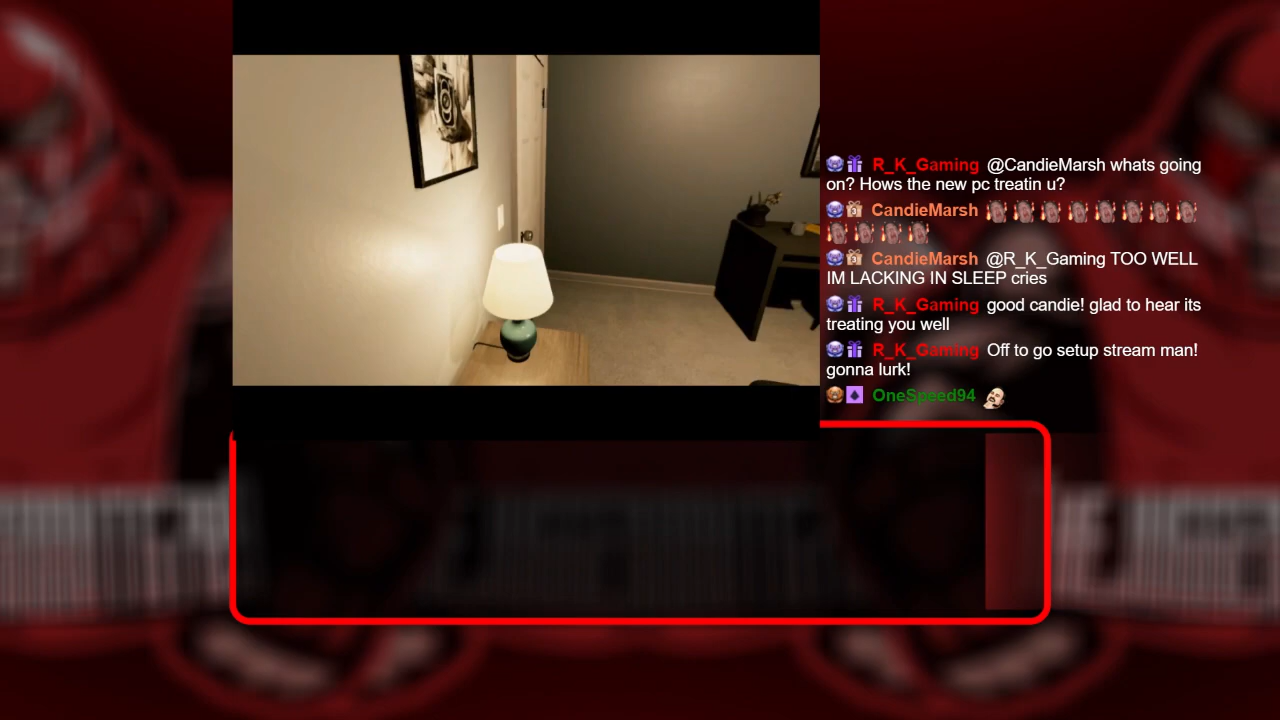 R_K_Gaming @CandieMarsh whats going
on? Hows the new pc treatin u?
CandieMarsh
CandieMarsh @R_K_Gaming TOO WELL
IM LACKING IN SLEEP cries
R_K_Gaming good candie! glad to hear its
treating you well
R_K_Gaming Off to go setup stream man!
gonna lurk!
OneSpeed94